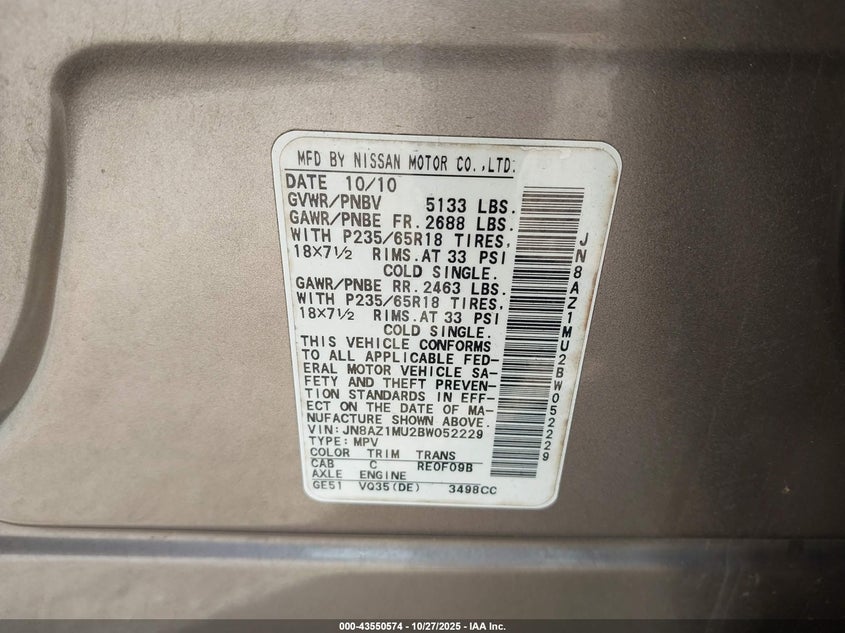 MFD BY NISSAN MOTOR CO.,LTD.
DATE 10/10
GVWR/PNBV 5133 LBS.
GAWR/PNBE FR. 2688 LBS.
WITH P235/65R18 TIRES,
18×7½ RIMS.AT 33 PSI
COLD SINGLE.
GAWR/PNBE RR. 2463 LBS.
WITH P235/65R18 TIRES,
18×7½ RIMS.AT 33 PSI
COLD SINGLE.
THIS VEHICLE CONFORMS
TO ALL APPLICABLE FED-
ERAL MOTOR VEHICLE SA-
FETY AND THEFT PREVEN-
TION STANDARDS IN EFF-
ECT ON THE DATE OF MA-
NUFACTURE SHOWN ABOVE.
VIN: JN8AZ1MU2BW052229
TYPE: MPV
COLOR TRIM TRANS
CAB C RE0F09B
AXLE ENGINE
GE51 VQ35(DE) 3498CC
JN8AZ1MU2BW052229
000-43550574 | 10/27/2025 - IAA Inc.